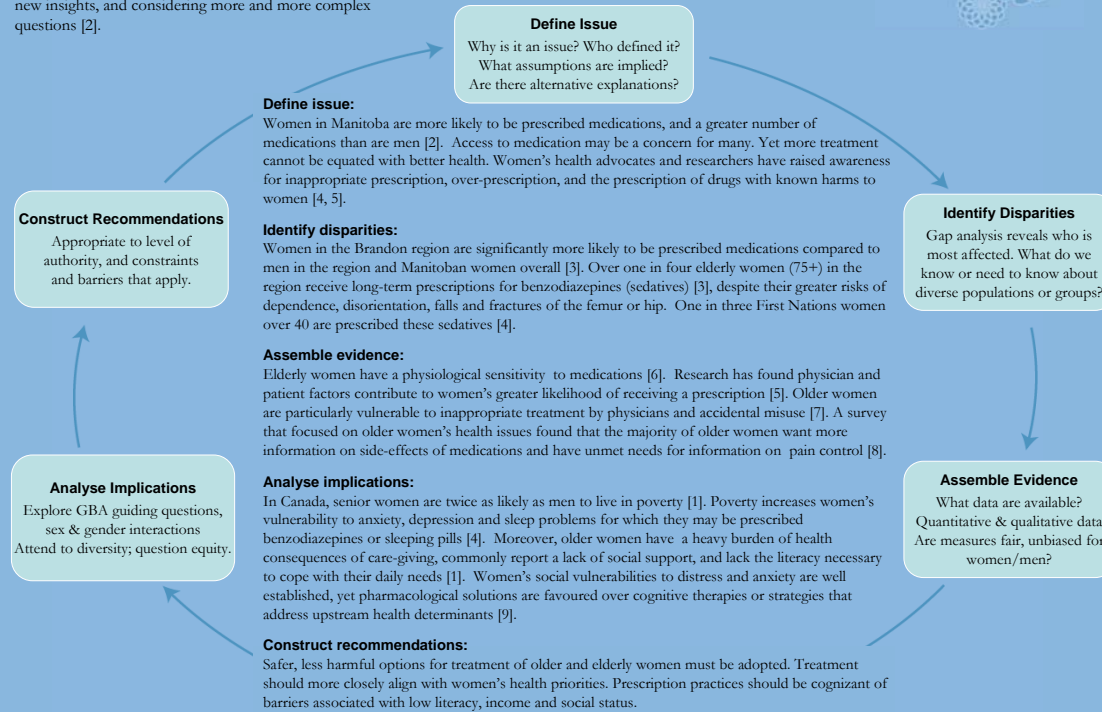 new insights, and considering more and more complex
questions [2].
Define Issue
Why is it an issue? Who defined it?
What assumptions are implied?
Are there alternative explanations?
Define issue:
Women in Manitoba are more likely to be prescribed medications, and a greater number of
medications than are men [2].  Access to medication may be a concern for many. Yet more treatment
cannot be equated with better health. Women's health advocates and researchers have raised awareness
for inappropriate prescription, over-prescription, and the prescription of drugs with known harms to
women [4, 5].
Construct Recommendations
Appropriate to level of
authority, and constraints
and barriers that apply.
Identify Disparities
Gap analysis reveals who is
most affected. What do we
know or need to know about
diverse populations or groups?
Identify disparities:
Women in the Brandon region are significantly more likely to be prescribed medications compared to
men in the region and Manitoban women overall [3]. Over one in four elderly women (75+) in the
region receive long-term prescriptions for benzodiazepines (sedatives) [3], despite their greater risks of
dependence, disorientation, falls and fractures of the femur or hip.  One in three First Nations women
over 40 are prescribed these sedatives [4].
Assemble evidence:
Elderly women have a physiological sensitivity  to medications [6].  Research has found physician and
patient factors contribute to women's greater likelihood of receiving a prescription [5]. Older women
are particularly vulnerable to inappropriate treatment by physicians and accidental misuse [7]. A survey
that focused on older women's health issues found that the majority of older women want more
information on side-effects of medications and have unmet needs for information on  pain control [8].
Analyse Implications
Explore GBA guiding questions,
sex & gender interactions
Attend to diversity; question equity.
Assemble Evidence
What data are available?
Quantitative & qualitative data
Are measures fair, unbiased for
women/men?
Analyse implications:
In Canada, senior women are twice as likely as men to live in poverty [1]. Poverty increases women's
vulnerability to anxiety, depression and sleep problems for which they may be prescribed
benzodiazepines or sleeping pills [4].  Moreover, older women have  a heavy burden of health
consequences of care-giving, commonly report a lack of social support, and lack the literacy necessary
to cope with their daily needs [1].  Women's social vulnerabilities to distress and anxiety are well
established, yet pharmacological solutions are favoured over cognitive therapies or strategies that
address upstream health determinants [9].
Construct recommendations:
Safer, less harmful options for treatment of older and elderly women must be adopted. Treatment
should more closely align with women's health priorities. Prescription practices should be cognizant of
barriers associated with low literacy, income and social status.